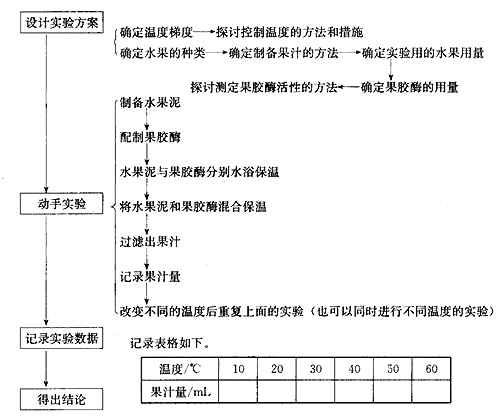 设计实验方案
确定温度梯度→探讨控制温度的方法和措施
确定水果的种类→确定制备果汁的方法→确定实验用的水果用量
探讨测定果胶酶活性的方法←确定果胶酶的用量
动手实验
制备水果泥
配制果胶酶
水果泥与果胶酶分别水浴保温
将水果泥和果胶酶混合保温
过滤出果汁
记录果汁量
改变不同的温度后重复上面的实验（也可以同时进行不同温度的实验）
记录实验数据
记录表格如下。
温度/℃ 10 20 30 40 50 60
果汁量/mL
得出结论